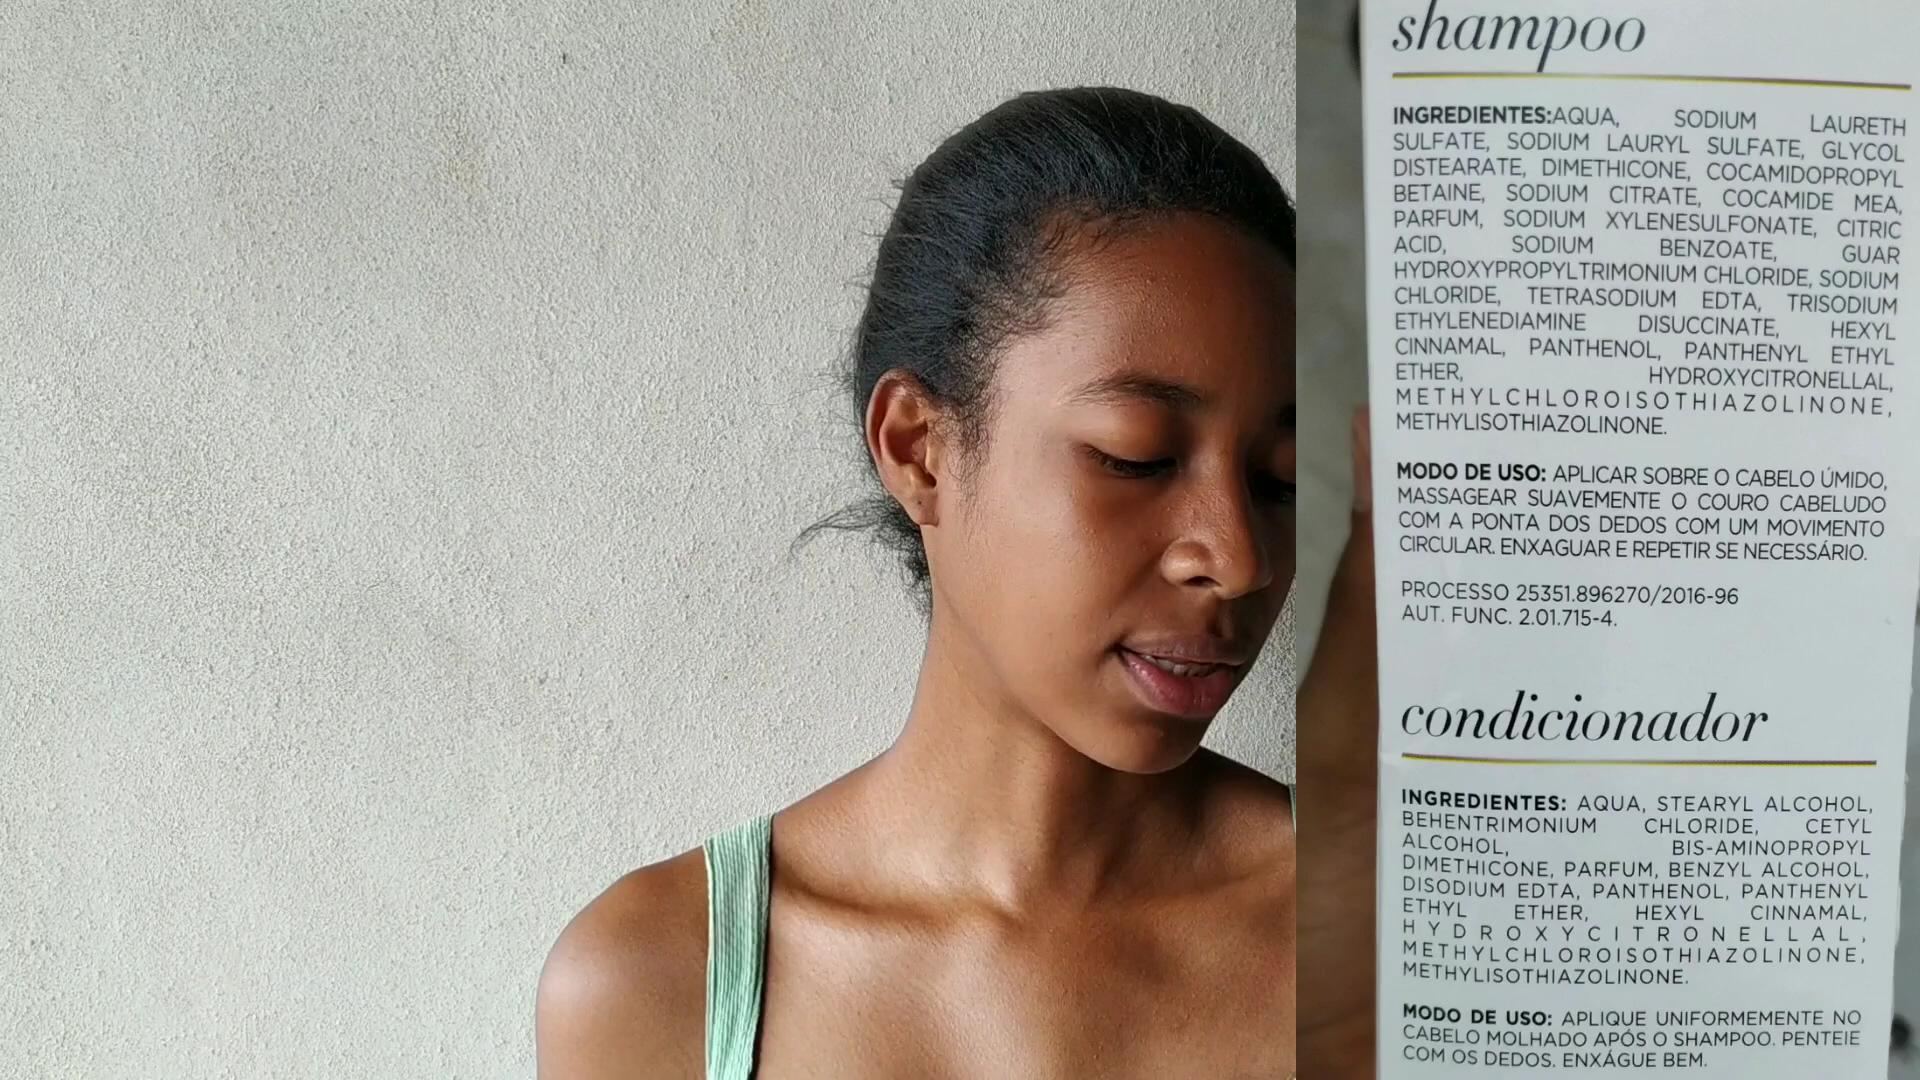 shampoo
INGREDIENTES:AQUA, SODIUM LAURETH
SULFATE, SODIUM LAURYL SULFATE, GLYCOL
DISTEARATE, DIMETHICONE, COCAMIDOPROPYL
BETAINE, SODIUM CITRATE, COCAMIDE MEA,
PARFUM, SODIUM XYLENESULFONATE, CITRIC
ACID, SODIUM BENZOATE, GUAR
HYDROXYPROPYLTRIMONIUM CHLORIDE, SODIUM
CHLORIDE, TETRASODIUM EDTA, TRISODIUM
ETHYLENEDIAMINE DISUCCINATE, HEXYL
CINNAMAL, PANTHENOL, PANTHENYL ETHYL
ETHER, HYDROXYCITRONELLAL,
METHYLCHLOROISOTHIAZOLINONE,
METHYLISOTHIAZOLINONE.
MODO DE USO: APLICAR SOBRE O CABELO ÚMIDO,
MASSAGEAR SUAVEMENTE O COURO CABELUDO
COM A PONTA DOS DEDOS COM UM MOVIMENTO
CIRCULAR. ENXAGUAR E REPETIR SE NECESSÁRIO.
PROCESSO 25351.896270/2016-96
AUT. FUNC. 2.01.715-4.
condicionador
INGREDIENTES: AQUA, STEARYL ALCOHOL,
BEHENTRIMONIUM CHLORIDE, CETYL
ALCOHOL, BIS-AMINOPROPYL
DIMETHICONE, PARFUM, BENZYL ALCOHOL,
DISODIUM EDTA, PANTHENOL, PANTHENYL
ETHYL ETHER, HEXYL CINNAMAL,
HYDROXYCITRONELLAL,
METHYLCHLOROISOTHIAZOLINONE,
METHYLISOTHIAZOLINONE.
MODO DE USO: APLIQUE UNIFORMEMENTE NO
CABELO MOLHADO APÓS O SHAMPOO. PENTEIE
COM OS DEDOS. ENXÁGUE BEM.